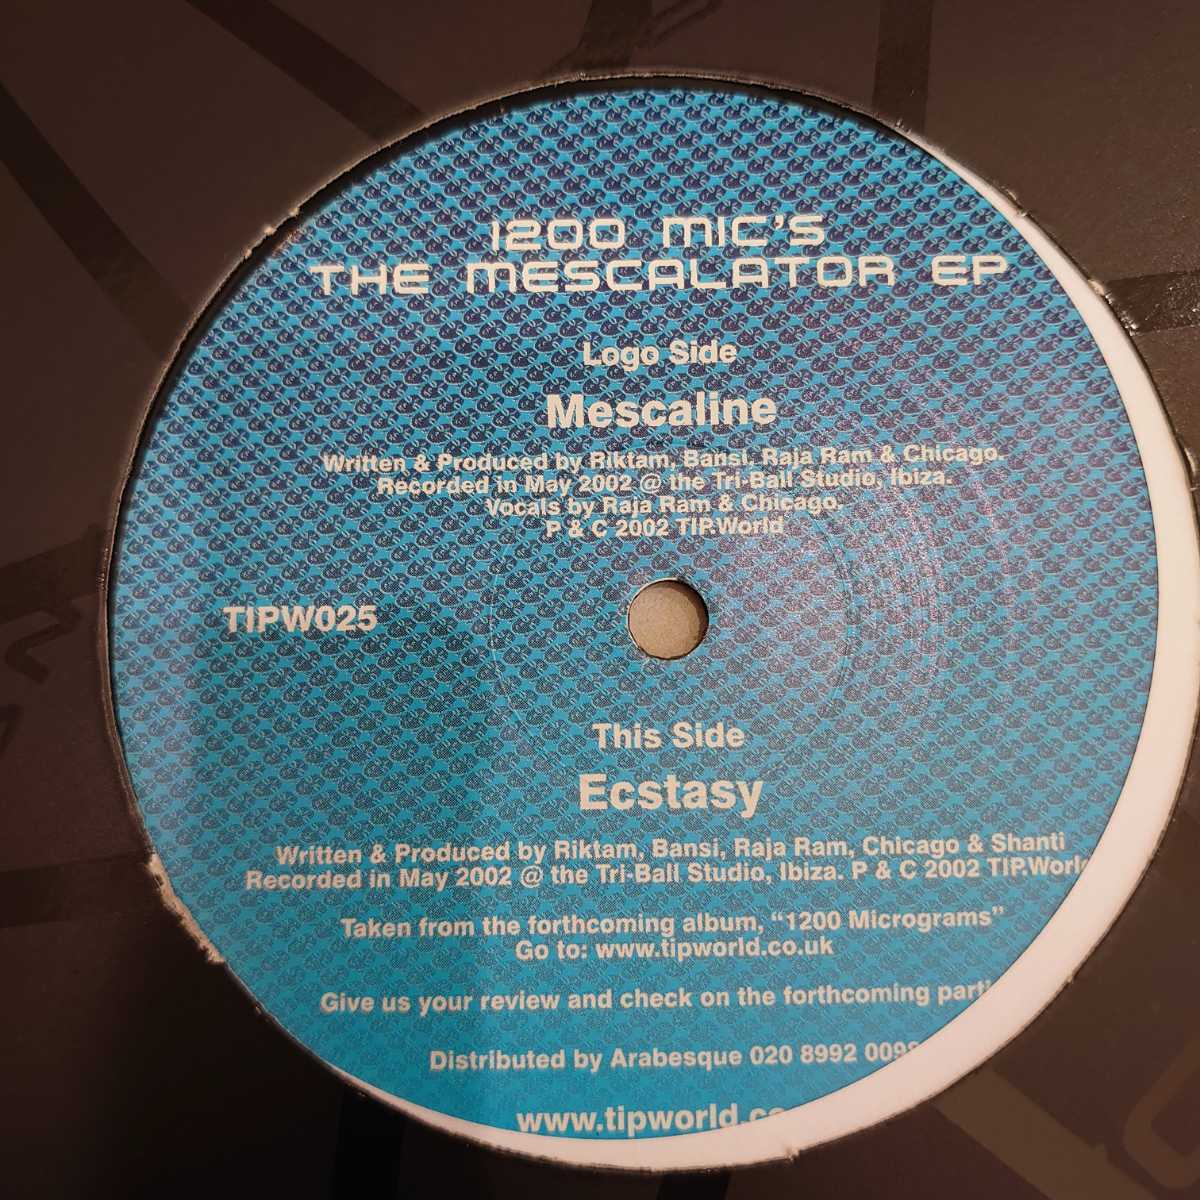 1200 MIC'S
THE MESCALATOR EP
Logo Side
Mescaline
Written & Produced by Riktam, Bansi, Raja Ram & Chicago.
Recorded in May 2002 @ the Tri-Ball Studio, Ibiza.
Vocals by Raja Ram & Chicago.
P & C 2002 TIP.World
TIPW025
This Side
Ecstasy
Written & Produced by Riktam, Bansi, Raja Ram, Chicago & Shanti
Recorded in May 2002 @ the Tri-Ball Studio, Ibiza. P & C 2002 TIP.Worl
Taken from the forthcoming album, “1200 Micrograms”
Go to: www.tipworld.co.uk
Give us your review and check on the forthcoming parti
Distributed by Arabesque 020 8992 009
www.tipworld.co